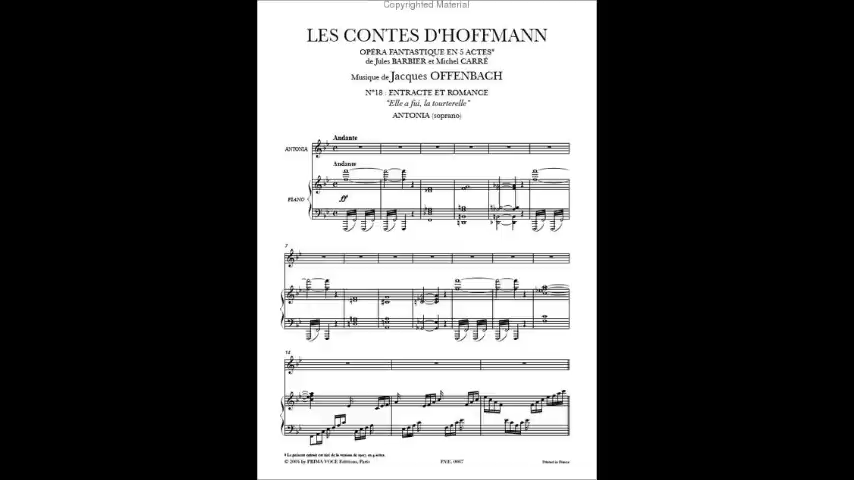 Copyrighted Material
LES CONTES D'HOFFMANN
OPÉRA FANTASTIQUE EN 5 ACTES*
de Jules BARBIER et Michel CARRÉ
Musique de Jacques OFFENBACH
N°18 - ENTRACTE ET ROMANCE
"Elle a fui, la tourterelle"
ANTONIA (soprano)
Andante
ANTONIA
Andante
PIANO
ff
7
14
© 2006 by PRIMA VOCE Editions, Paris
Printed in France